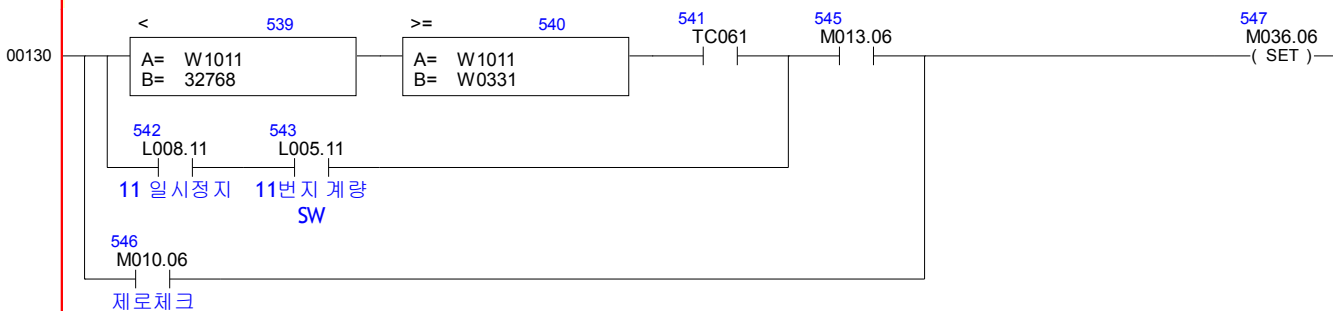 < 539 >= 540 541 545 547
TC061 M013.06 M036.06
00130 A= W1011 A= W1011 ( SET )
B= 32768 B= W0331
542 543
L008.11 L005.11
11 일시정지 11번지 계량
SW
546
M010.06
제로체크